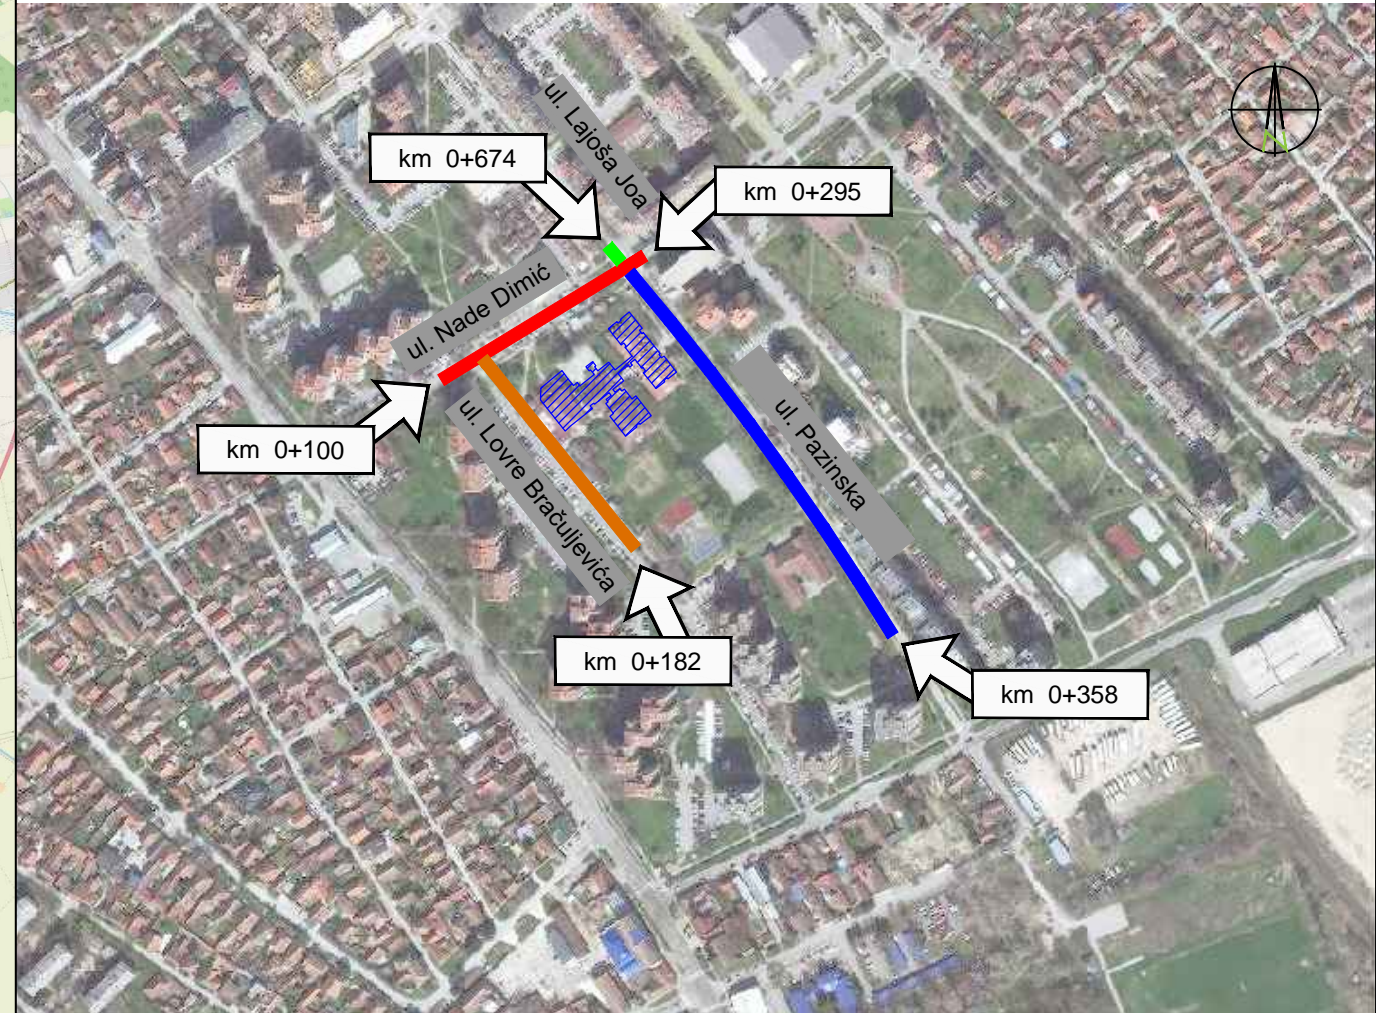 ul. Lajoša Joa
km 0+674
km 0+295
ul. Nade Dimić
ul. Pazinska
km 0+100
ul. Lovre Bračuljevića
km 0+182
km 0+358
N